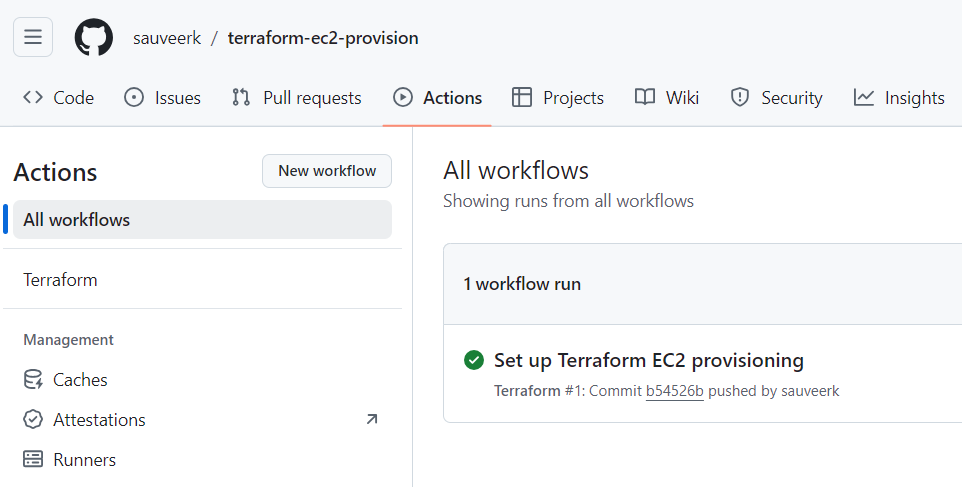 sauveerk / terraform-ec2-provision
Code Issues Pull requests Actions Projects Wiki Security Insights
Actions
New workflow
All workflows
Terraform
Management
Caches
Attestations
Runners
All workflows
Showing runs from all workflows
1 workflow run
Set up Terraform EC2 provisioning
Terraform #1: Commit b54526b pushed by sauveerk